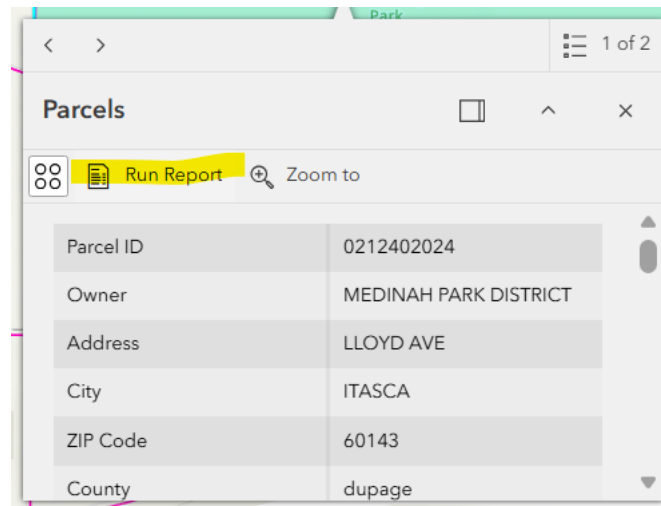 Park
1 of 2
Parcels
Run Report Zoom to
Parcel ID 0212402024
Owner MEDINAH PARK DISTRICT
Address LLOYD AVE
City ITASCA
ZIP Code 60143
County dupage